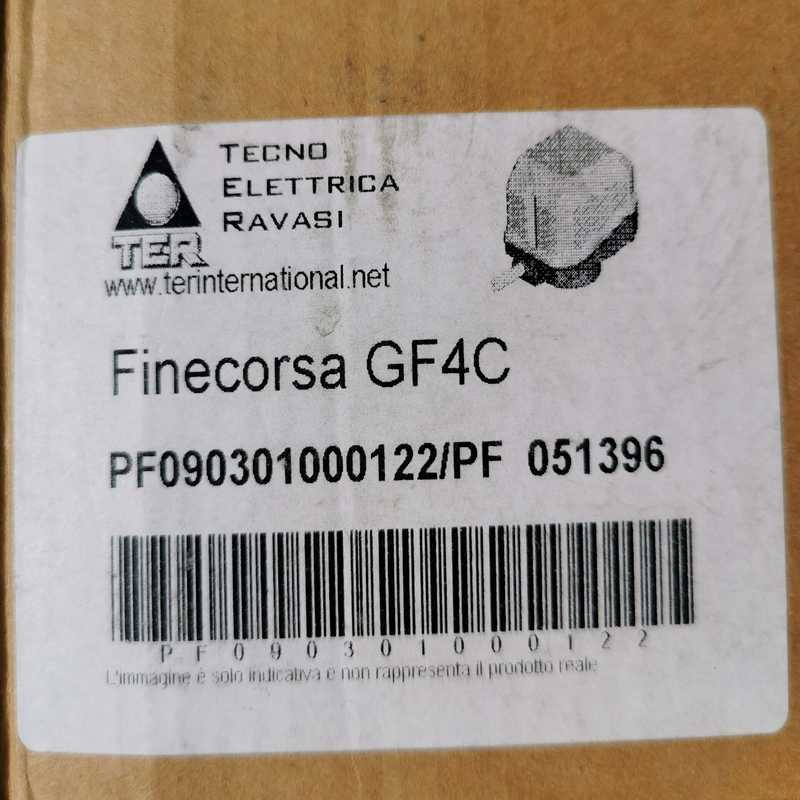 TECNO
ELETTRICA
RAVASI
TER
www.terinternational.net
Finecorsa GF4C
PF090301000122/PF 051396
PF090301000122
L'immagine è solo indicativa e non rappresenta il prodotto reale